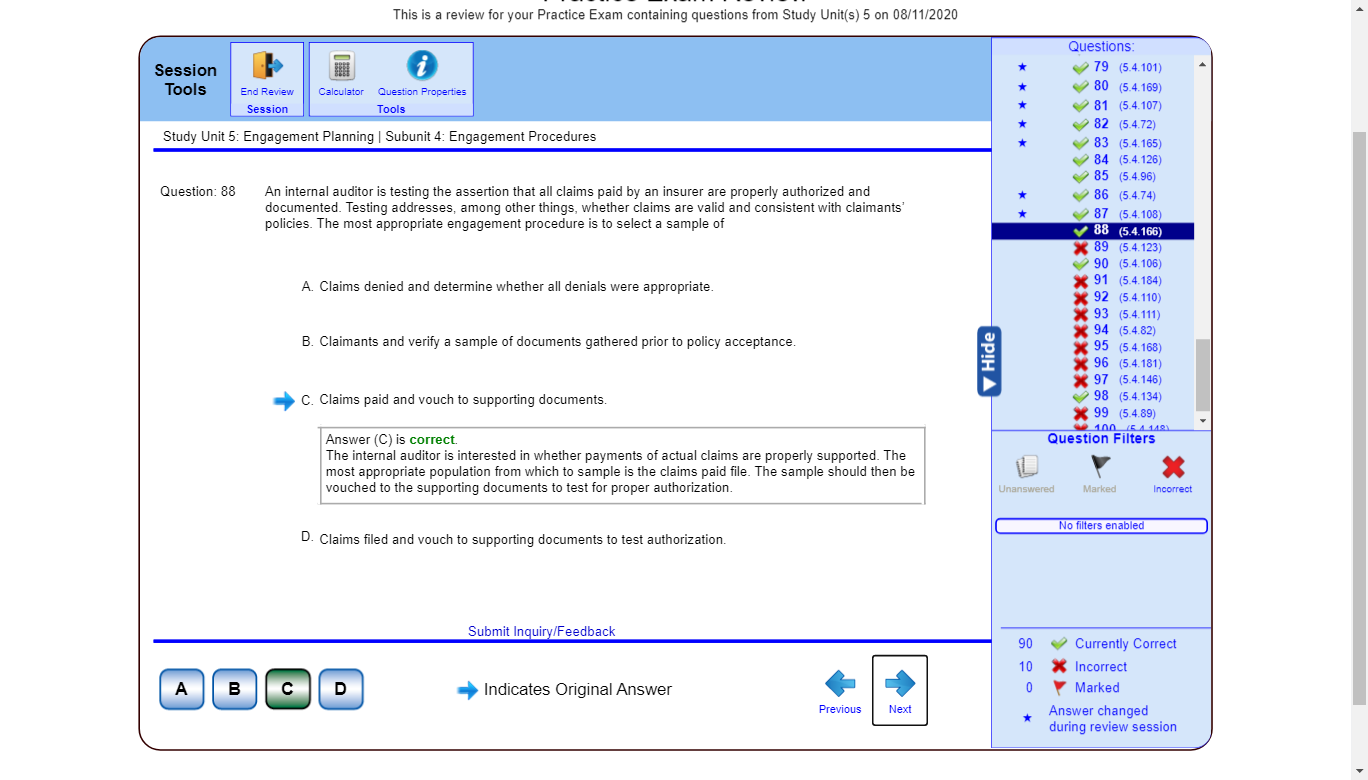 Practice Exam Review
This is a review for your Practice Exam containing questions from Study Unit(s) 5 on 08/11/2020
Session
Tools
End Review
Session
Calculator
Question Properties
Tools
Study Unit 5: Engagement Planning | Subunit 4: Engagement Procedures
Question: 88
An internal auditor is testing the assertion that all claims paid by an insurer are properly authorized and
documented. Testing addresses, among other things, whether claims are valid and consistent with claimants'
policies. The most appropriate engagement procedure is to select a sample of
A. Claims denied and determine whether all denials were appropriate.
B. Claimants and verify a sample of documents gathered prior to policy acceptance.
C. Claims paid and vouch to supporting documents.
Answer (C) is correct.
The internal auditor is interested in whether payments of actual claims are properly supported. The
most appropriate population from which to sample is the claims paid file. The sample should then be
vouched to the supporting documents to test for proper authorization.
D. Claims filed and vouch to supporting documents to test authorization.
Submit Inquiry/Feedback
A
B
C
D
Indicates Original Answer
Previous
Next
Questions:
79 (5.4.101)
80 (5.4.169)
81 (5.4.107)
82 (5.4.72)
83 (5.4.165)
84 (5.4.126)
85 (5.4.96)
86 (5.4.74)
87 (5.4.108)
88 (5.4.166)
89 (5.4.123)
90 (5.4.106)
91 (5.4.184)
92 (5.4.110)
93 (5.4.111)
94 (5.4.82)
95 (5.4.168)
96 (5.4.181)
97 (5.4.146)
98 (5.4.134)
99 (5.4.89)
100 (5.4.148)
Hide
Question Filters
Unanswered
Marked
Incorrect
No filters enabled
90 Currently Correct
10 Incorrect
0 Marked
Answer changed
during review session